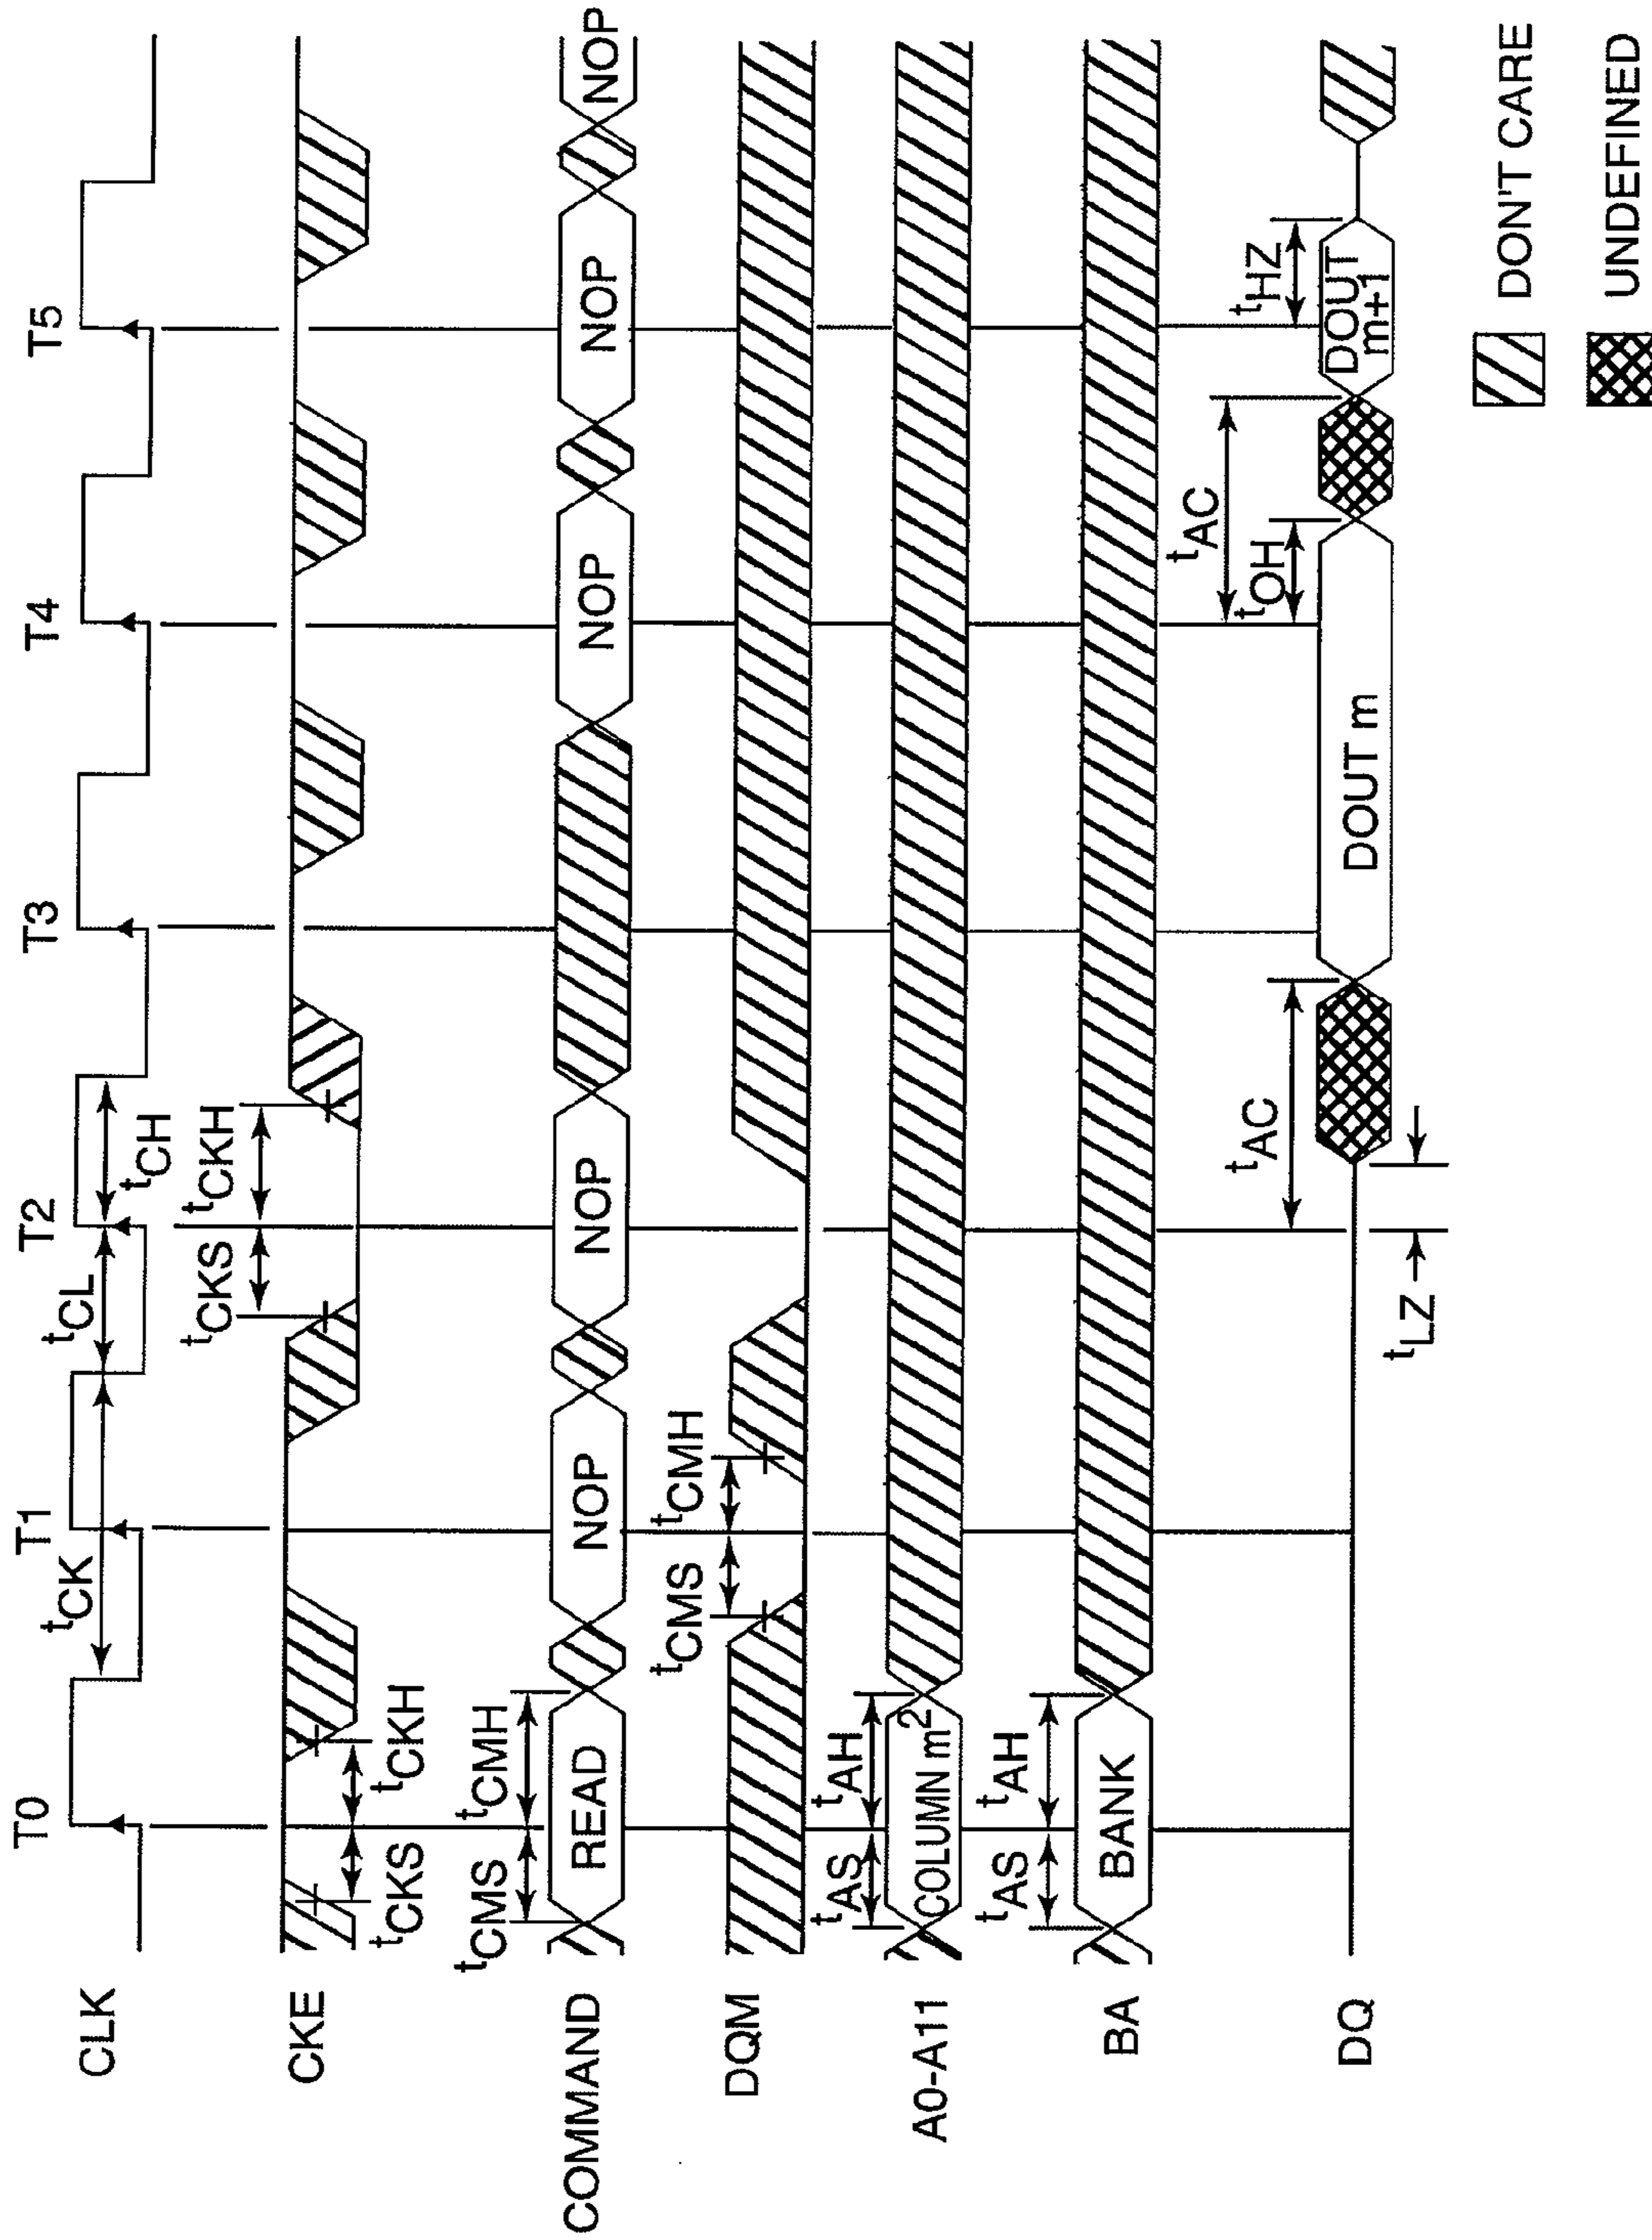 T0 T1 T2 T3 T4 T5
CLK
tCK tCL tCH
CKE
tCKS tCKH tCKS tCKH
tCMS tCMH
COMMAND
READ NOP NOP NOP NOP NOP
tCMS tCMH
DQM
tAS tAH
A0-A11
COLUMN m2
tAS tAH
BA
BANK
tAC tAC
tOH tHZ
DQ
DOUT m
DOUT
m+1
tLZ
DON'T CARE
UNDEFINED